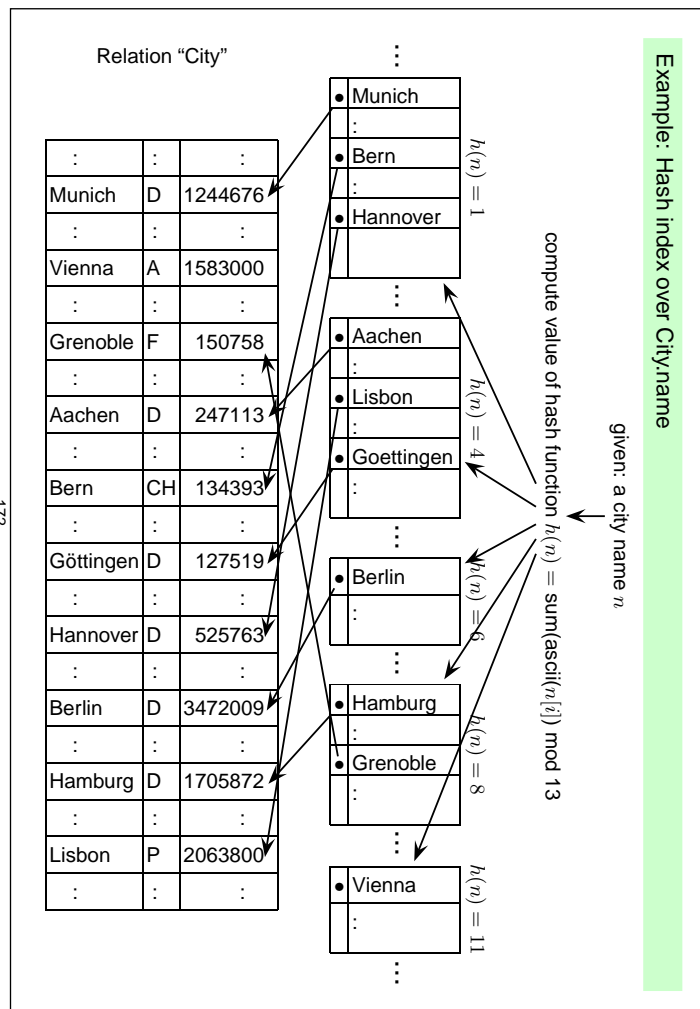 Example: Hash index over City.name
given: a city name n
compute value of hash function h(n) = sum(ascii(n[i]) mod 13
...
h(n) = 1
• Munich
:
• Bern
:
• Hannover
...
h(n) = 4
• Aachen
:
• Lisbon
:
• Goettingen
:
...
h(n) = 6
• Berlin
:
...
h(n) = 8
• Hamburg
:
• Grenoble
:
...
h(n) = 11
• Vienna
:
...
Relation “City”
: : :
Munich D 1244676
: : :
Vienna A 1583000
: : :
Grenoble F 150758
: : :
Aachen D 247113
: : :
Bern CH 134393
: : :
Göttingen D 127519
: : :
Hannover D 525763
: : :
Berlin D 3472009
: : :
Hamburg D 1705872
: : :
Lisbon P 2063800
: : :